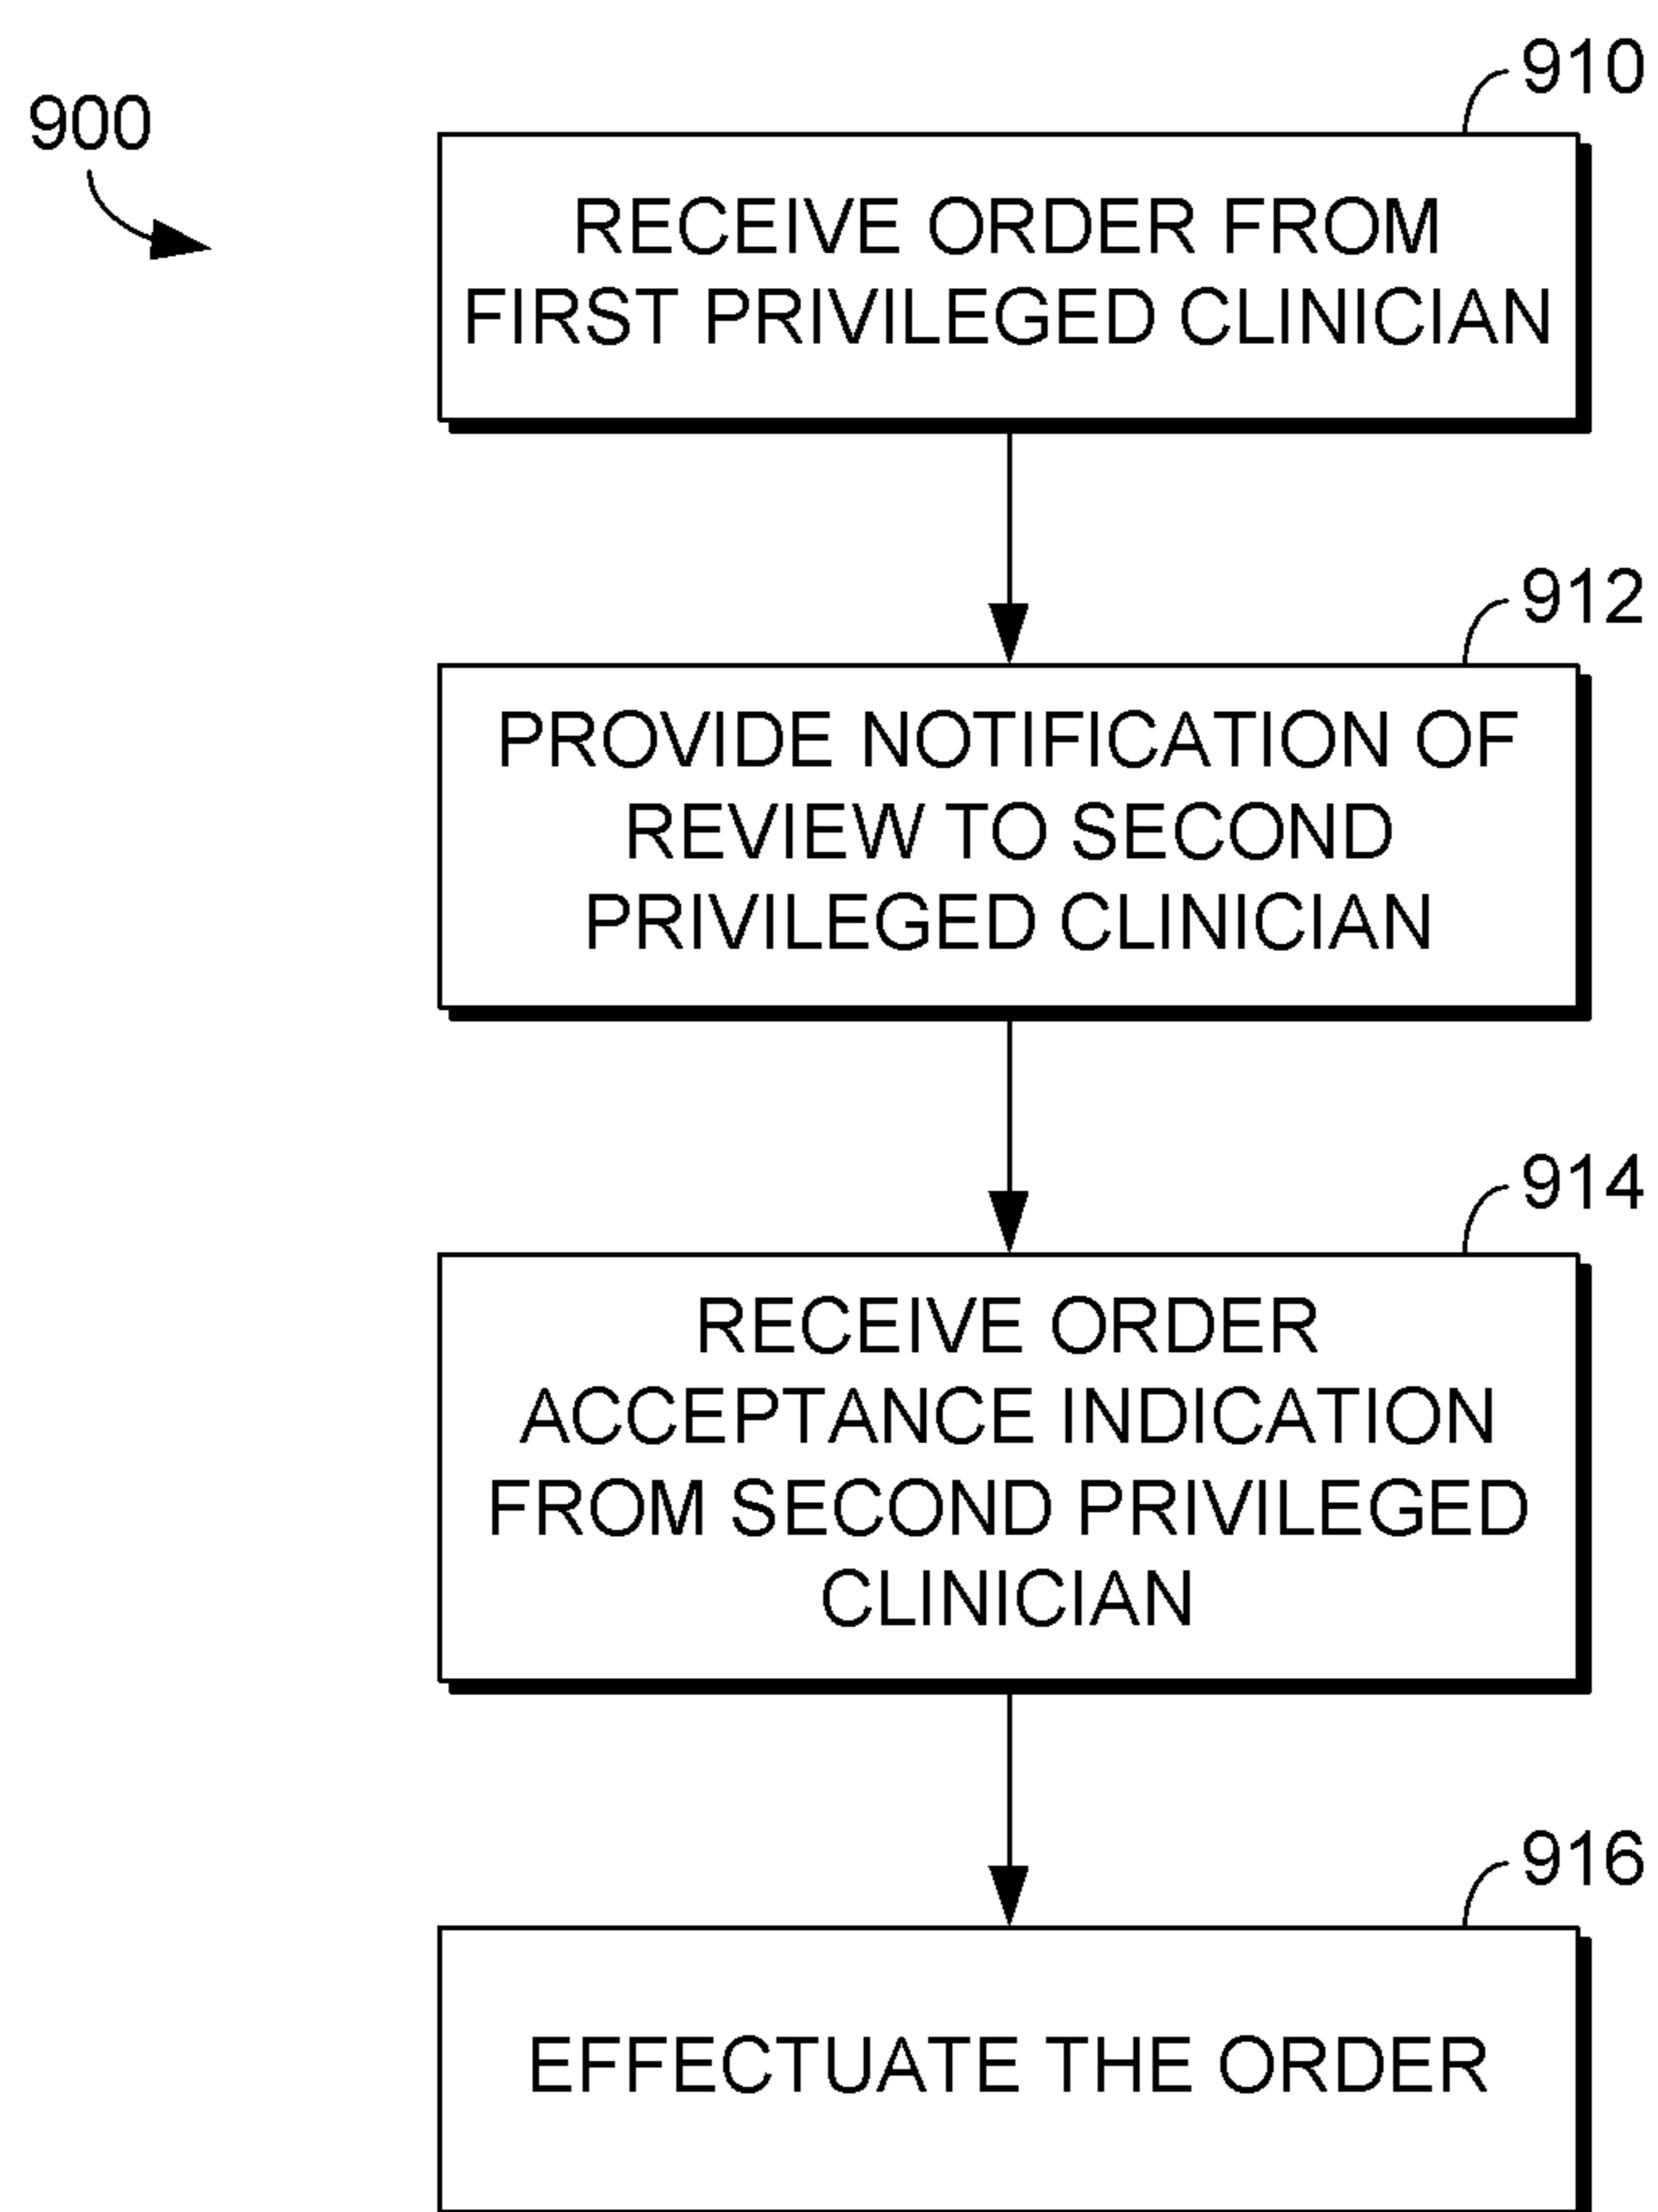 900
910
RECEIVE ORDER FROM
FIRST PRIVILEGED CLINICIAN
912
PROVIDE NOTIFICATION OF
REVIEW TO SECOND
PRIVILEGED CLINICIAN
914
RECEIVE ORDER
ACCEPTANCE INDICATION
FROM SECOND PRIVILEGED
CLINICIAN
916
EFFECTUATE THE ORDER